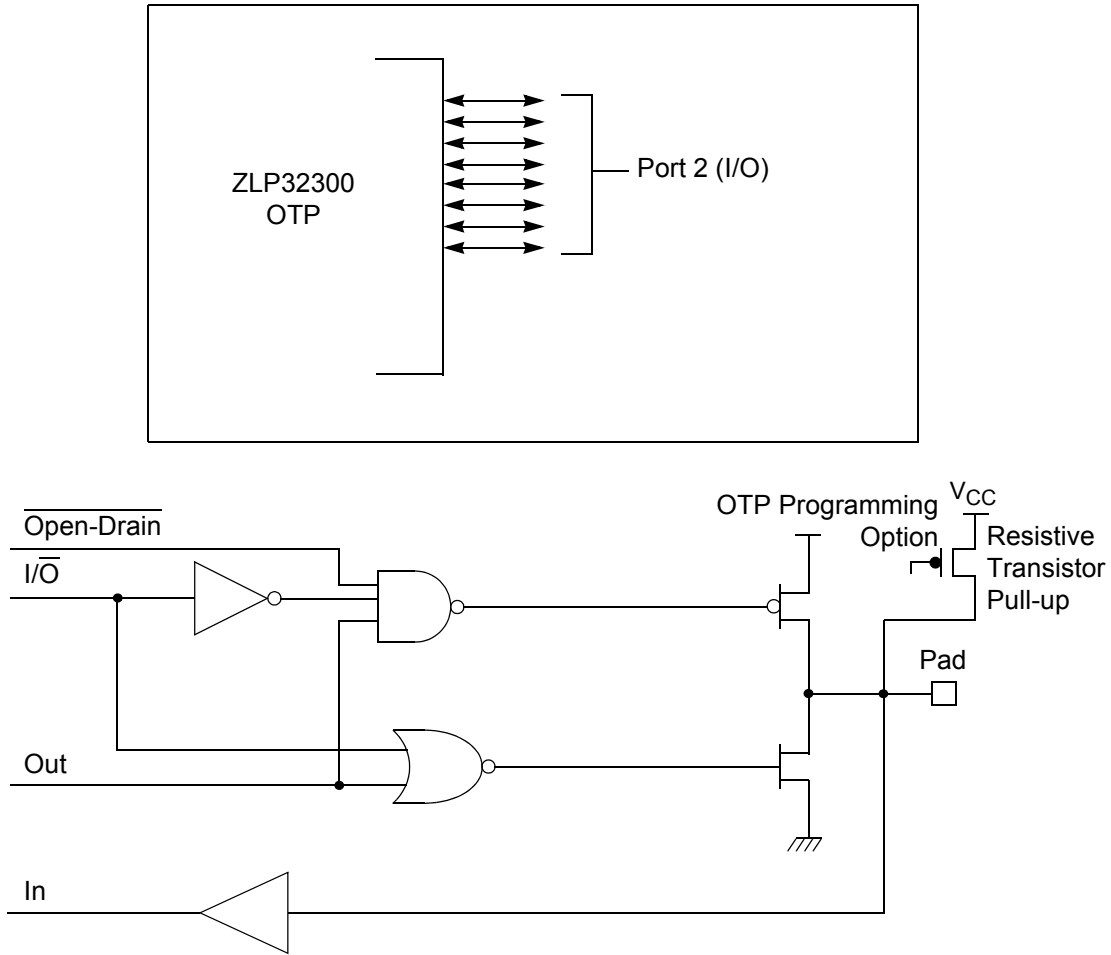 ZLP32300
OTP
Port 2 (I/O)
Open-Drain
I/O
OTP Programming
Option
VCC
Resistive
Transistor
Pull-up
Pad
Out
In